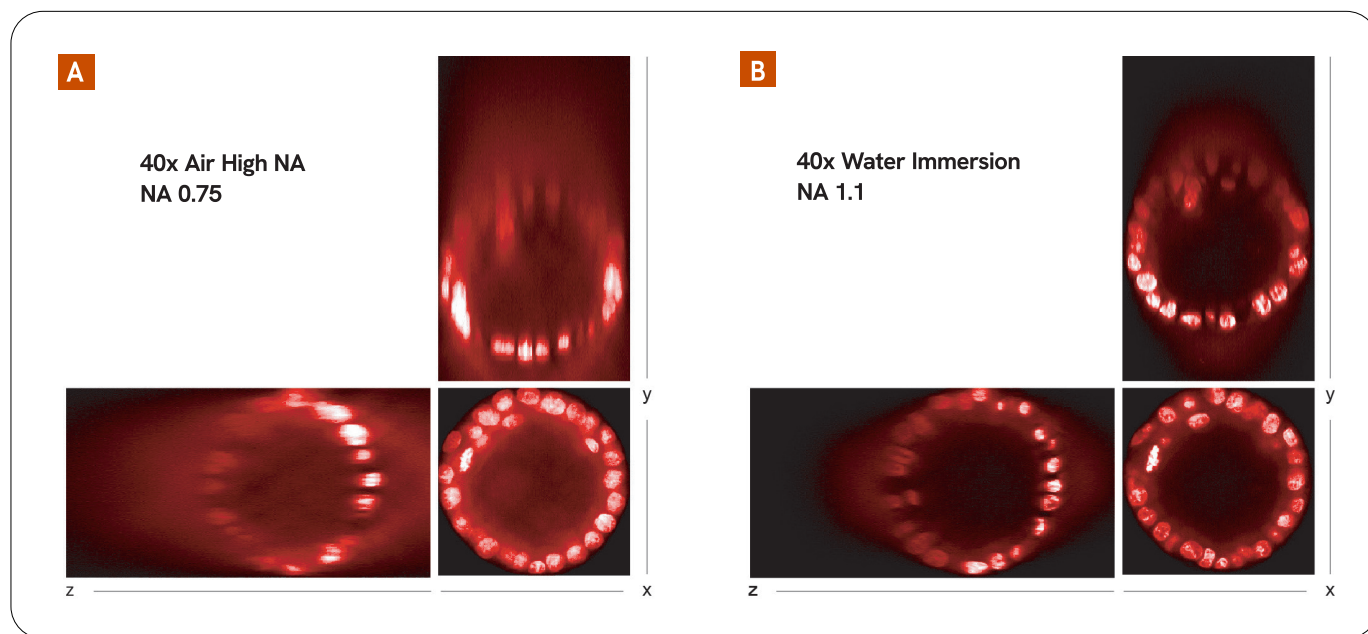 A
40x Air High NA
NA 0.75
y
z
x
B
40x Water Immersion
NA 1.1
y
z
x